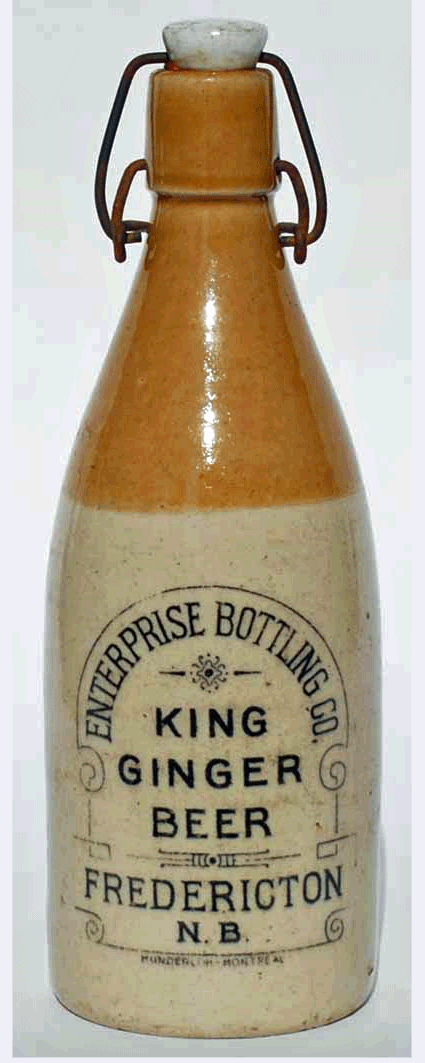 ENTERPRISE BOTTLING CO.
KING
GINGER
BEER
FREDERICTON
N.B.
MONTREAL